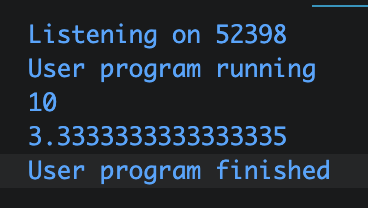 Listening on 52398
User program running
10
3.3333333333333335
User program finished